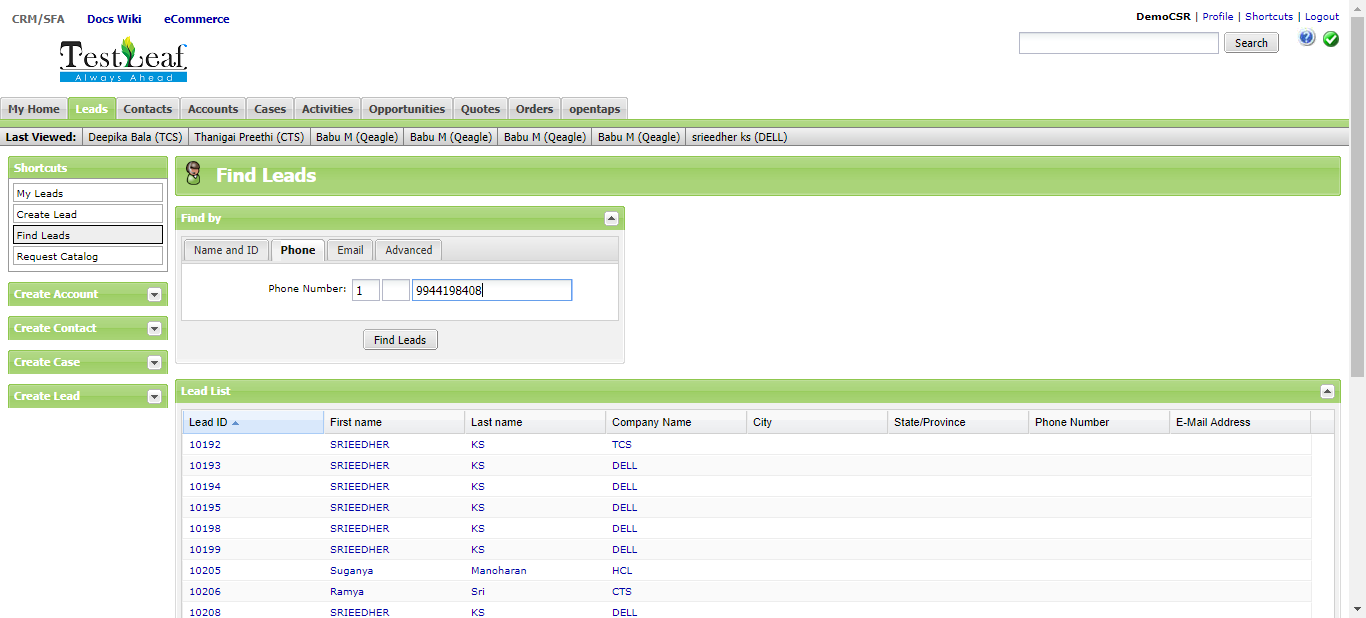 CRM/SFA Docs Wiki eCommerce
DemoCSR | Profile | Shortcuts | Logout
TestLeaf
Always Ahead
Search
My Home Leads Contacts Accounts Cases Activities Opportunities Quotes Orders opentaps
Last Viewed: Deepika Bala (TCS) Thanigai Preethi (CTS) Babu M (Qeagle) Babu M (Qeagle) Babu M (Qeagle) Babu M (Qeagle) srieedher ks (DELL)
Shortcuts
My Leads
Create Lead
Find Leads
Request Catalog
Create Account
Create Contact
Create Case
Create Lead
Find Leads
Find by
Name and ID Phone Email Advanced
Phone Number: 1 9944198408
Find Leads
Lead List
Lead ID First name Last name Company Name City State/Province Phone Number E-Mail Address
10192 SRIEEDHER KS TCS
10193 SRIEEDHER KS DELL
10194 SRIEEDHER KS DELL
10195 SRIEEDHER KS DELL
10198 SRIEEDHER KS DELL
10199 SRIEEDHER KS DELL
10205 Suganya Manoharan HCL
10206 Ramya Sri CTS
10208 SRIEEDHER KS DELL